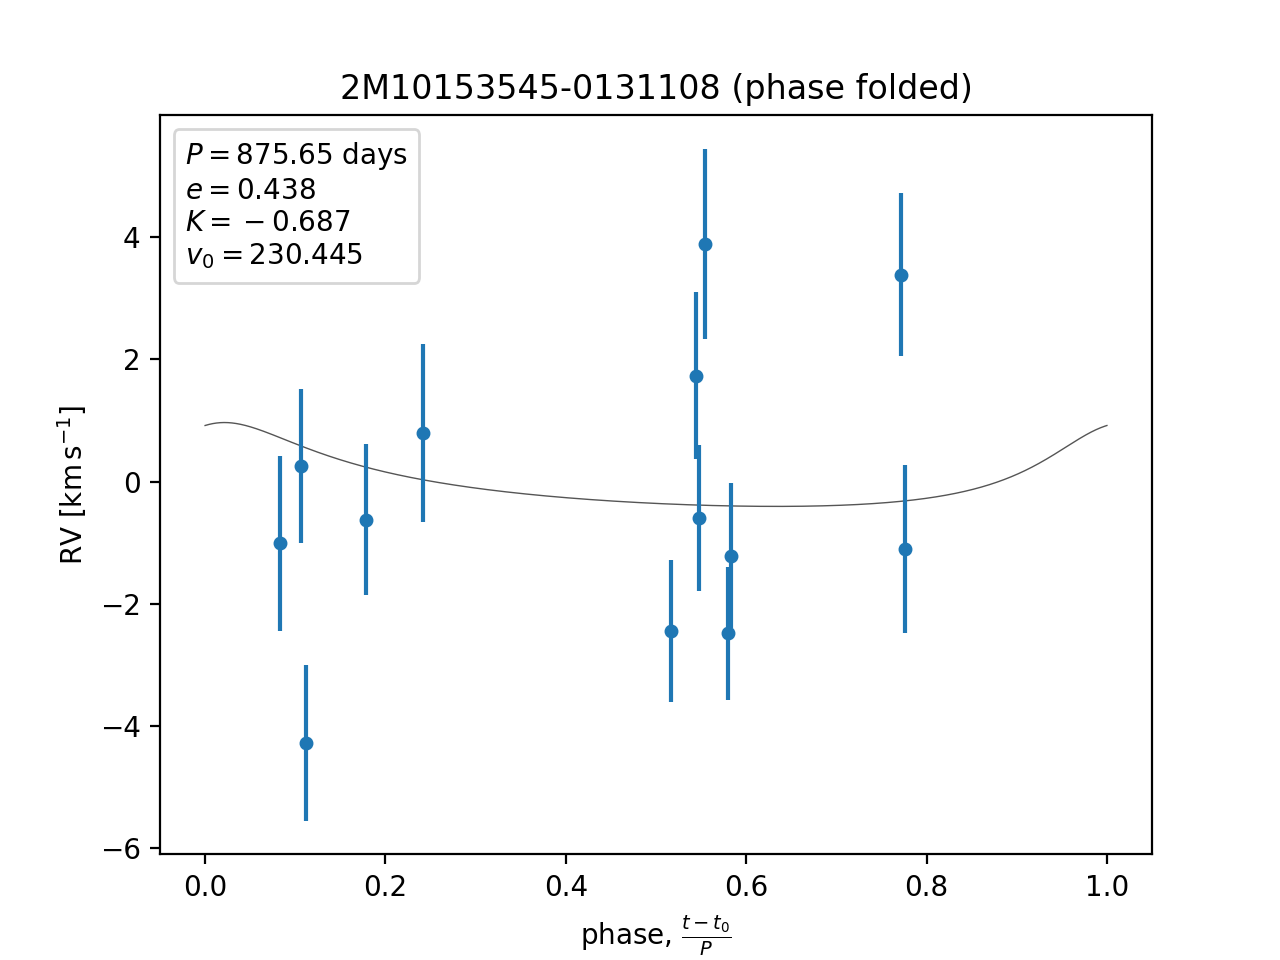 2M10153545-0131108 (phase folded)
P = 875.65 days
e = 0.438
K = −0.687
v₀ = 230.445
4
2
0
−2
−4
−6
RV [km s⁻¹]
0.0 0.2 0.4 0.6 0.8 1.0
phase, (t − t₀)/P